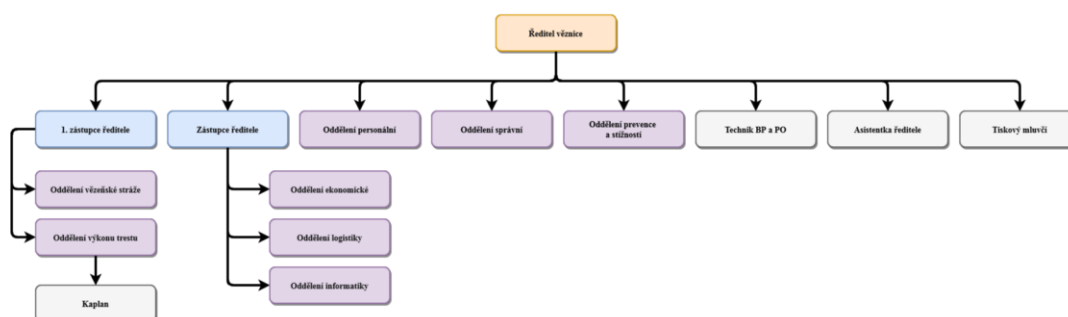 Ředitel věznice
1. zástupce ředitele
Zástupce ředitele
Oddělení personální
Oddělení správní
Oddělení prevence
a stížností
Technik BP a PO
Asistentka ředitele
Tiskový mluvčí
Oddělení vězeňské stráže
Oddělení ekonomické
Oddělení výkonu trestu
Oddělení logistiky
Oddělení informatiky
Kaplan